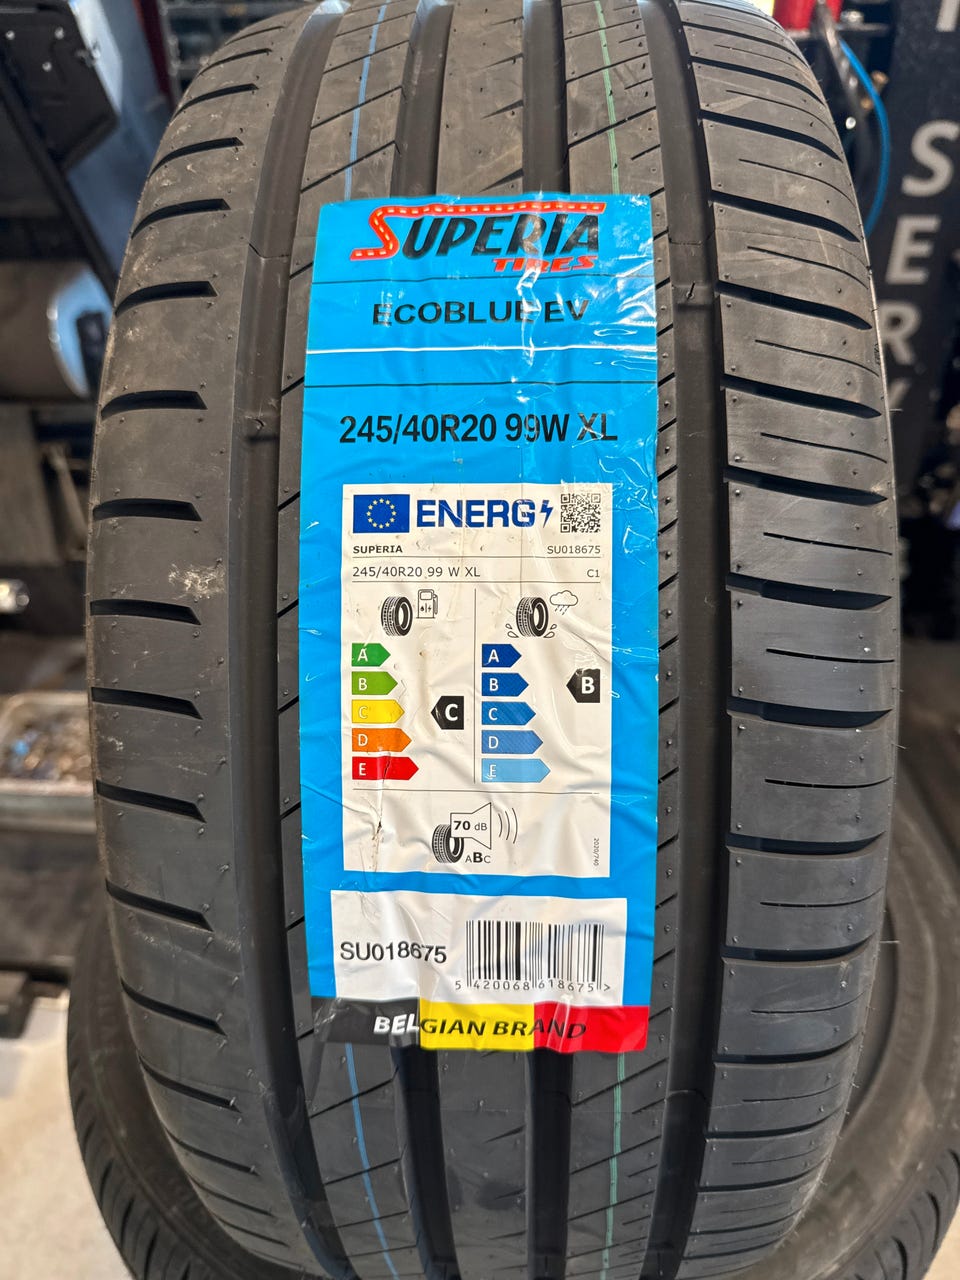 SUPERIA
TIRES
ECOBLUE EV
245/40R20 99W XL
ENERG
SUPERIA SU018675
245/40R20 99 W XL C1
A A
B B B
C C C
D D
E E
70 dB
ABC
2020/740
SU018675
5 420068 618675 >
BELGIAN BRAND
S
E
R
V